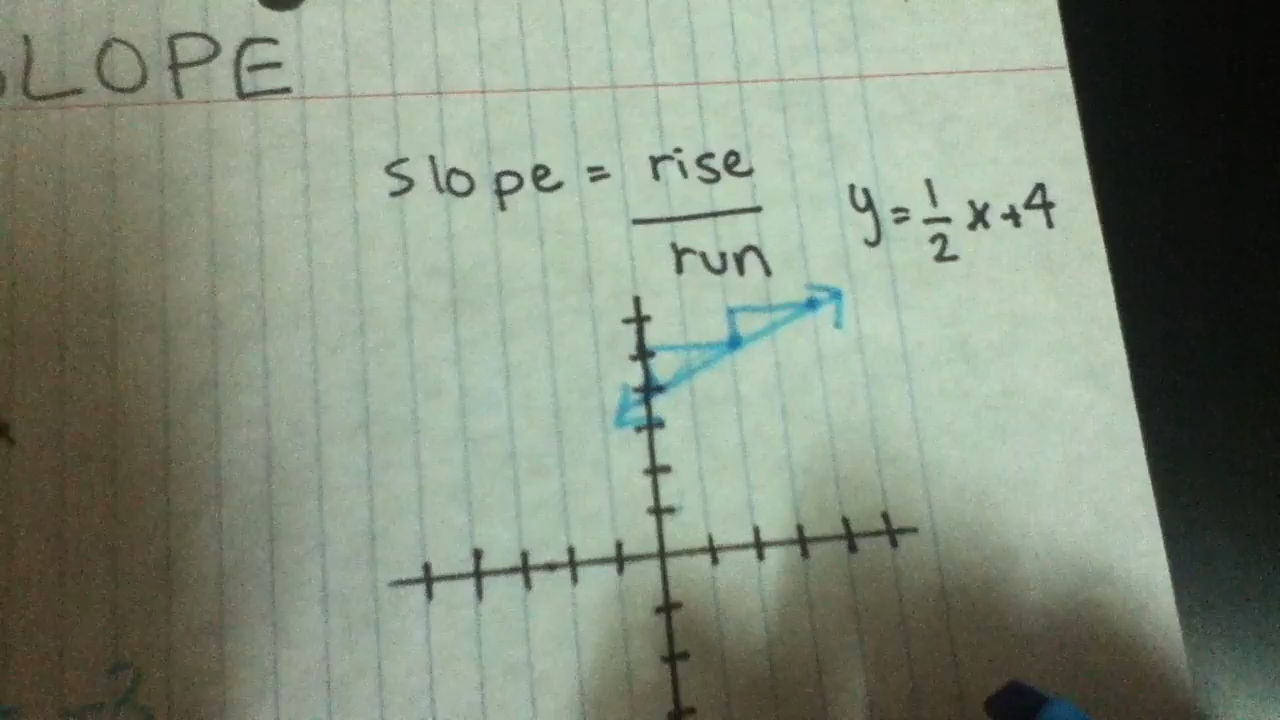 SLOPE
slope = rise/run
y = 1/2 x + 4